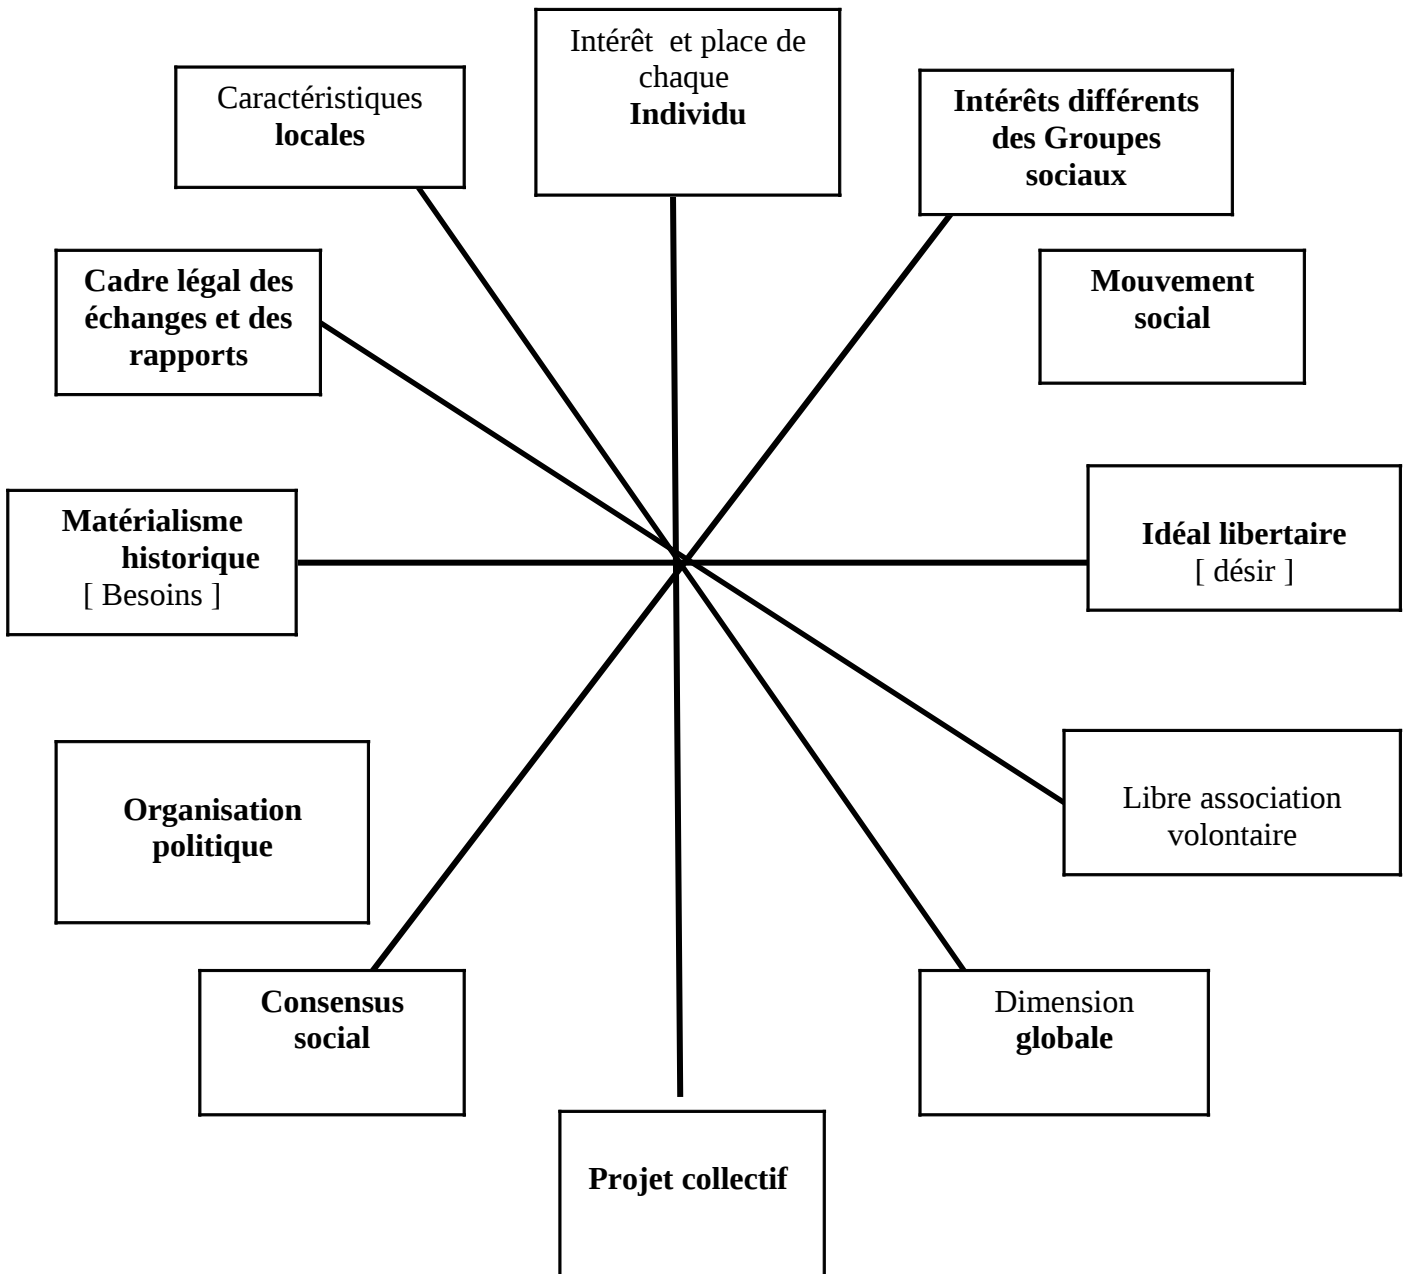 Intérêt et place de
chaque
Individu
Caractéristiques
locales
Intérêts différents
des Groupes
sociaux
Cadre légal des
échanges et des
rapports
Mouvement
social
Matérialisme
historique
[ Besoins ]
Idéal libertaire
[ désir ]
Organisation
politique
Libre association
volontaire
Consensus
social
Dimension
globale
Projet collectif